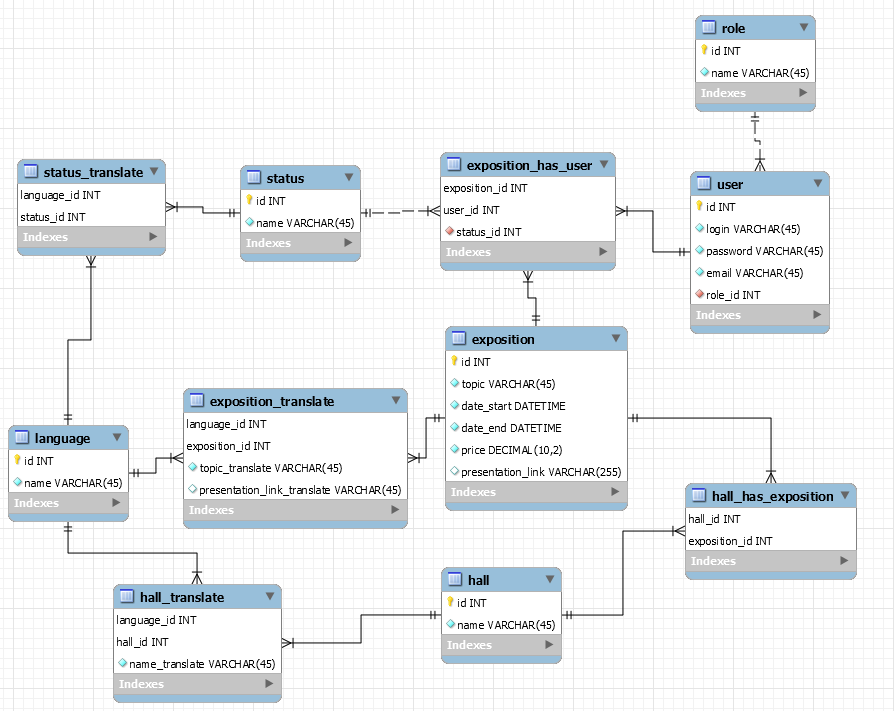 role
id INT
name VARCHAR(45)
Indexes
status_translate
language_id INT
status_id INT
Indexes
status
id INT
name VARCHAR(45)
Indexes
exposition_has_user
exposition_id INT
user_id INT
status_id INT
Indexes
user
id INT
login VARCHAR(45)
password VARCHAR(45)
email VARCHAR(45)
role_id INT
Indexes
exposition
id INT
topic VARCHAR(45)
date_start DATETIME
date_end DATETIME
price DECIMAL(10,2)
presentation_link VARCHAR(255)
Indexes
exposition_translate
language_id INT
exposition_id INT
topic_translate VARCHAR(45)
presentation_link_translate VARCHAR(45)
Indexes
language
id INT
name VARCHAR(45)
Indexes
hall_has_exposition
hall_id INT
exposition_id INT
Indexes
hall
id INT
name VARCHAR(45)
Indexes
hall_translate
language_id INT
hall_id INT
name_translate VARCHAR(45)
Indexes